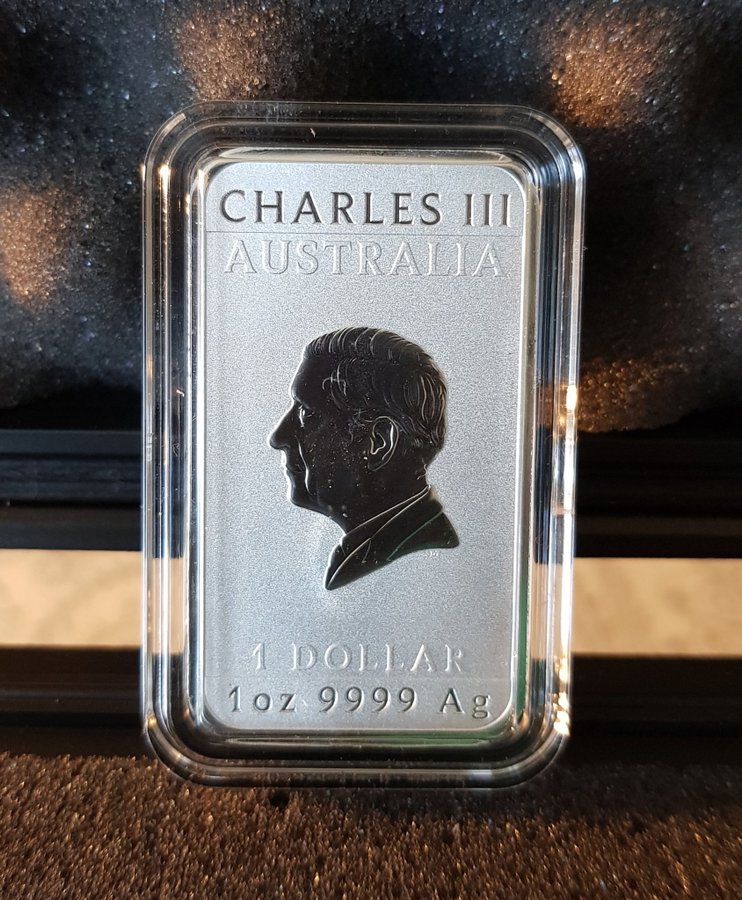 CHARLES III
AUSTRALIA
1 DOLLAR
1oz 9999 Ag